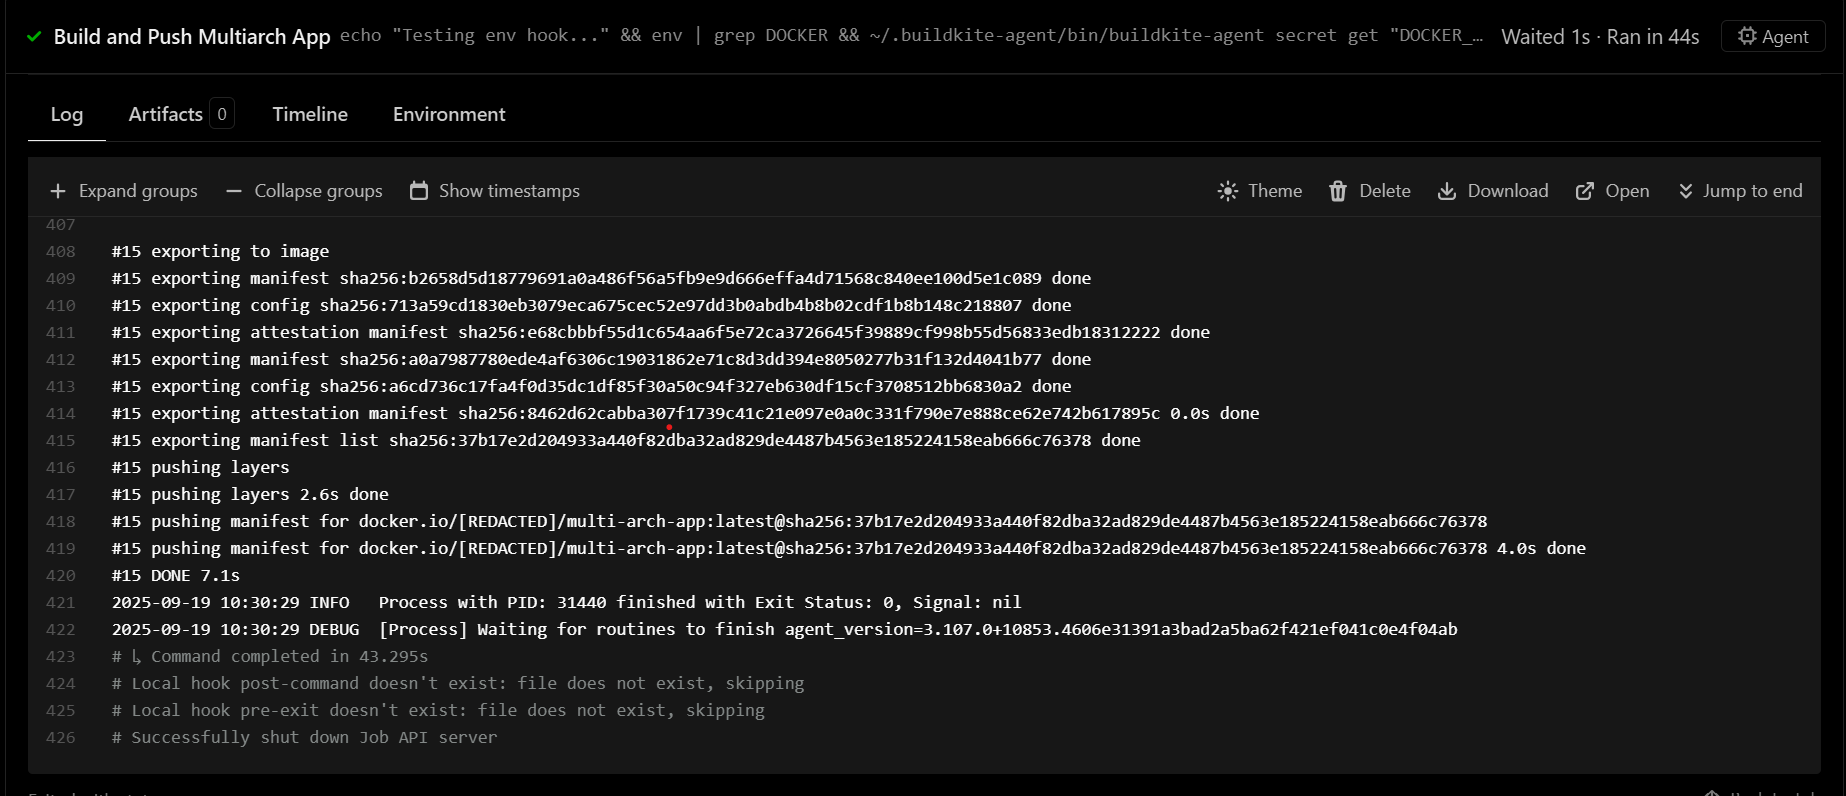 Build and Push Multiarch App echo "Testing env hook..." && env | grep DOCKER && ~/.buildkite-agent/bin/buildkite-agent secret get "DOCKER_… Waited 1s · Ran in 44s Agent
Log Artifacts 0 Timeline Environment
Expand groups Collapse groups Show timestamps Theme Delete Download Open Jump to end
407
408 #15 exporting to image
409 #15 exporting manifest sha256:b2658d5d18779691a0a486f56a5fb9e9d666effa4d71568c840ee100d5e1c089 done
410 #15 exporting config sha256:713a59cd1830eb3079eca675cec52e97dd3b0abdb4b8b02cdf1b8b148c218807 done
411 #15 exporting attestation manifest sha256:e68cbbbf55d1c654aa6f5e72ca3726645f39889cf998b55d56833edb18312222 done
412 #15 exporting manifest sha256:a0a7987780ede4af6306c19031862e71c8d3dd394e8050277b31f132d4041b77 done
413 #15 exporting config sha256:a6cd736c17fa4f0d35dc1df85f30a50c94f327eb630df15cf3708512bb6830a2 done
414 #15 exporting attestation manifest sha256:8462d62cabba307f1739c41c21e097e0a0c331f790e7e888ce62e742b617895c 0.0s done
415 #15 exporting manifest list sha256:37b17e2d204933a440f82dba32ad829de4487b4563e185224158eab666c76378 done
416 #15 pushing layers
417 #15 pushing layers 2.6s done
418 #15 pushing manifest for docker.io/[REDACTED]/multi-arch-app:latest@sha256:37b17e2d204933a440f82dba32ad829de4487b4563e185224158eab666c76378
419 #15 pushing manifest for docker.io/[REDACTED]/multi-arch-app:latest@sha256:37b17e2d204933a440f82dba32ad829de4487b4563e185224158eab666c76378 4.0s done
420 #15 DONE 7.1s
421 2025-09-19 10:30:29 INFO Process with PID: 31440 finished with Exit Status: 0, Signal: nil
422 2025-09-19 10:30:29 DEBUG [Process] Waiting for routines to finish agent_version=3.107.0+10853.4606e31391a3bad2a5ba62f421ef041c0e4f04ab
423 # ↳ Command completed in 43.295s
424 # Local hook post-command doesn't exist: file does not exist, skipping
425 # Local hook pre-exit doesn't exist: file does not exist, skipping
426 # Successfully shut down Job API server